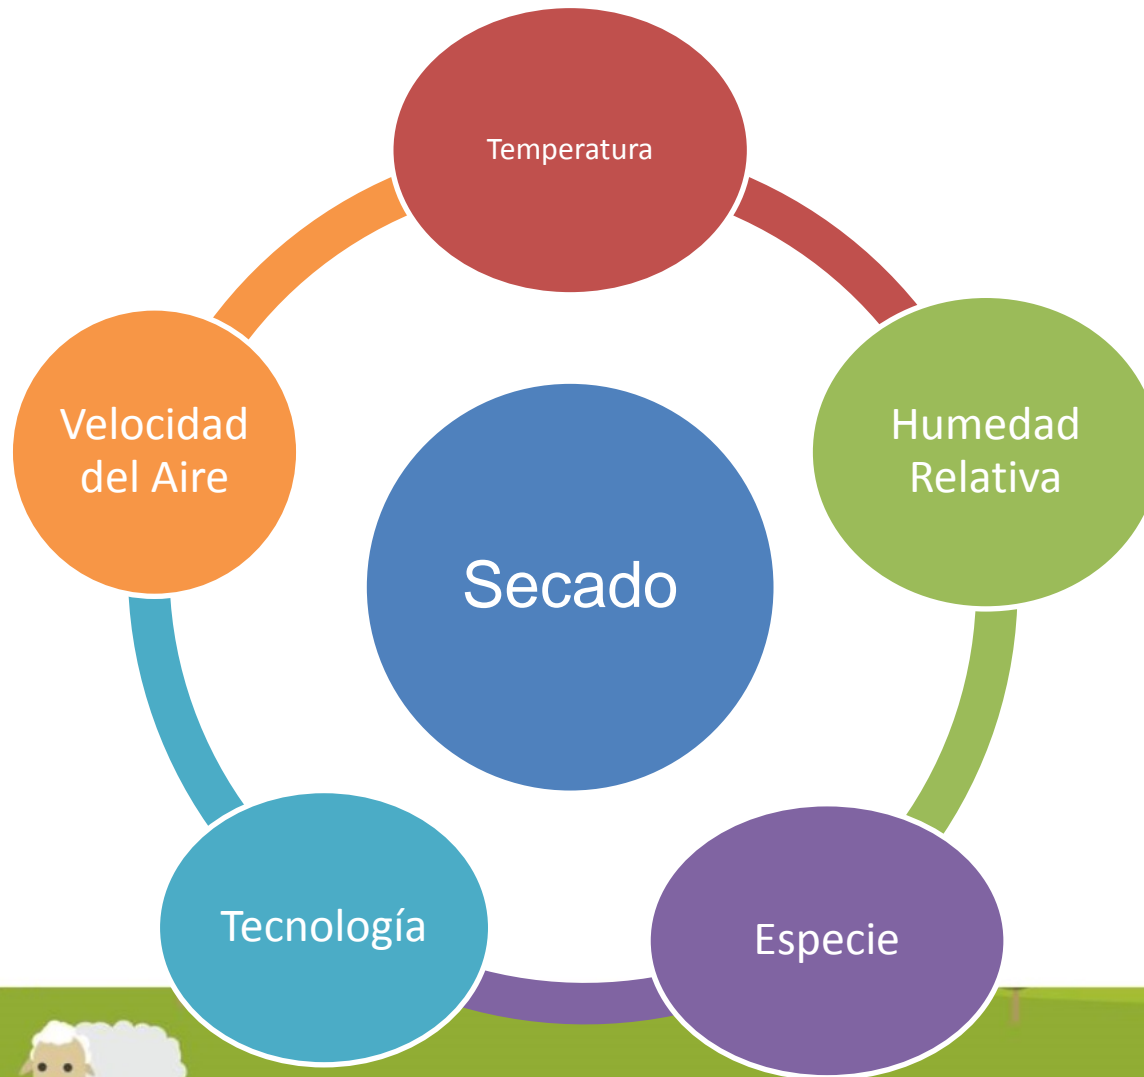 Temperatura
Velocidad
del Aire
Humedad
Relativa
Secado
Tecnología
Especie